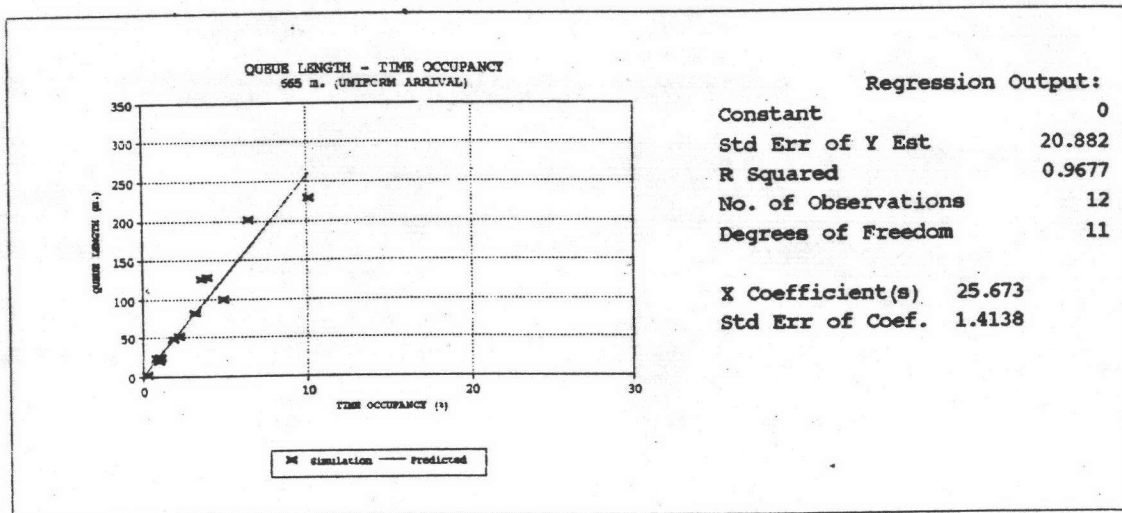 QUEUE LENGTH - TIME OCCUPANCY
665 m. (UNIFORM ARRIVAL)
350
300
250
200
150
100
50
0
QUEUE LENGTH (m.)
0 10 20 30
TIME OCCUPANCY (%)
Simulation Predicted
Regression Output:
Constant 0
Std Err of Y Est 20.882
R Squared 0.9677
No. of Observations 12
Degrees of Freedom 11
X Coefficient(s) 25.673
Std Err of Coef. 1.4138